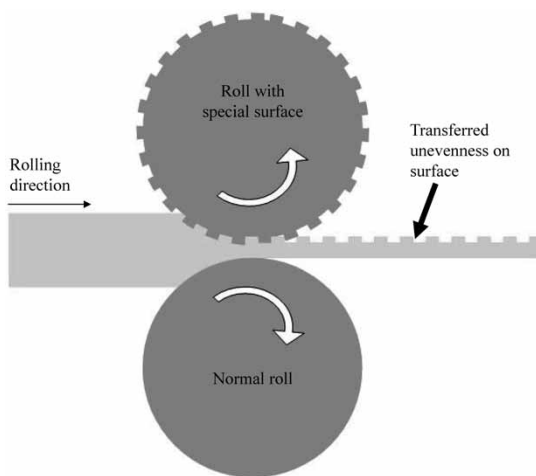 Roll with
special surface
Transferred
unevenness on
surface
Rolling
direction
Normal roll